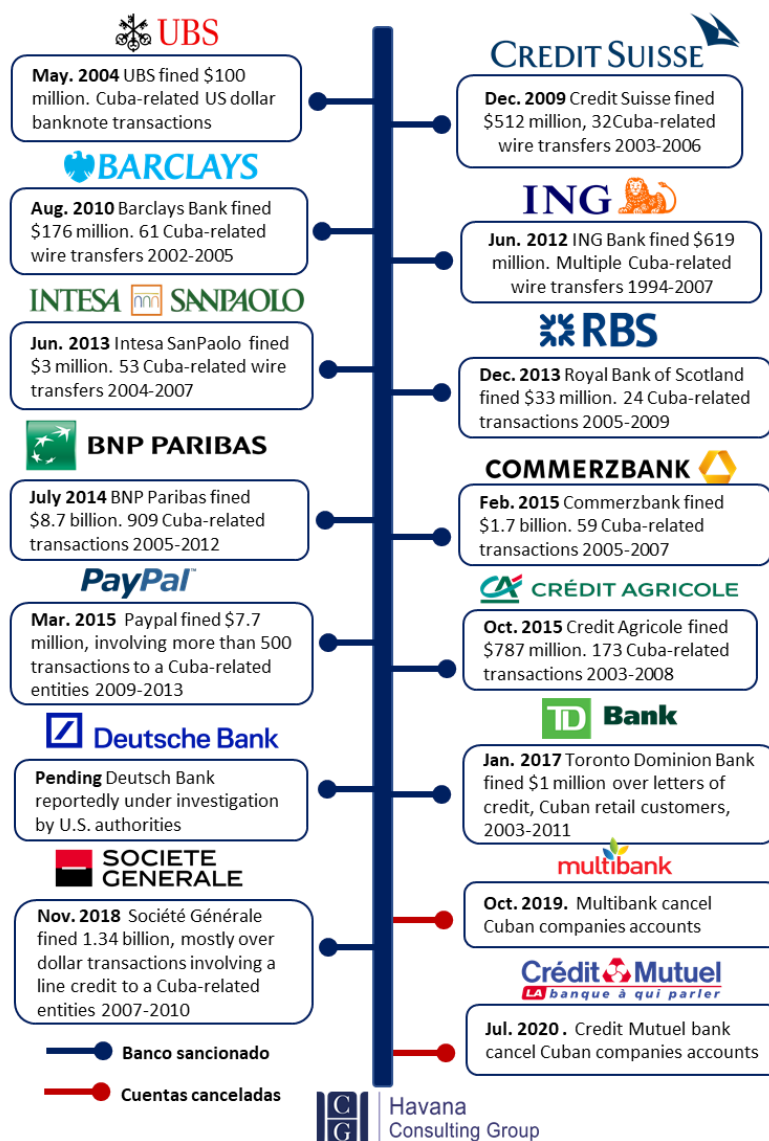 UBS
May. 2004 UBS fined $100
million. Cuba-related US dollar
banknote transactions
CREDIT SUISSE
Dec. 2009 Credit Suisse fined
$512 million, 32Cuba-related
wire transfers 2003-2006
BARCLAYS
Aug. 2010 Barclays Bank fined
$176 million. 61 Cuba-related
wire transfers 2002-2005
ING
Jun. 2012 ING Bank fined $619
million. Multiple Cuba-related
wire transfers 1994-2007
INTESA SANPAOLO
Jun. 2013 Intesa SanPaolo fined
$3 million. 53 Cuba-related wire
transfers 2004-2007
RBS
Dec. 2013 Royal Bank of Scotland
fined $33 million. 24 Cuba-related
transactions 2005-2009
BNP PARIBAS
July 2014 BNP Paribas fined
$8.7 billion. 909 Cuba-related
transactions 2005-2012
COMMERZBANK
Feb. 2015 Commerzbank fined
$1.7 billion. 59 Cuba-related
transactions 2005-2007
PayPal™
Mar. 2015 Paypal fined $7.7
million, involving more than 500
transactions to a Cuba-related
entities 2009-2013
CA CRÉDIT AGRICOLE
Oct. 2015 Credit Agricole fined
$787 million. 173 Cuba-related
transactions 2003-2008
Deutsche Bank
Pending Deutsch Bank
reportedly under investigation
by U.S. authorities
TD Bank
Jan. 2017 Toronto Dominion Bank
fined $1 million over letters of
credit, Cuban retail customers,
2003-2011
SOCIETE
GENERALE
Nov. 2018 Société Générale
fined 1.34 billion, mostly over
dollar transactions involving a
line credit to a Cuba-related
entities 2007-2010
multibank
Oct. 2019. Multibank cancel
Cuban companies accounts
Crédit Mutuel
LA banque à qui parler
Jul. 2020 . Credit Mutuel bank
cancel Cuban companies accounts
Banco sancionado
Cuentas canceladas
C
G
Havana
Consulting Group